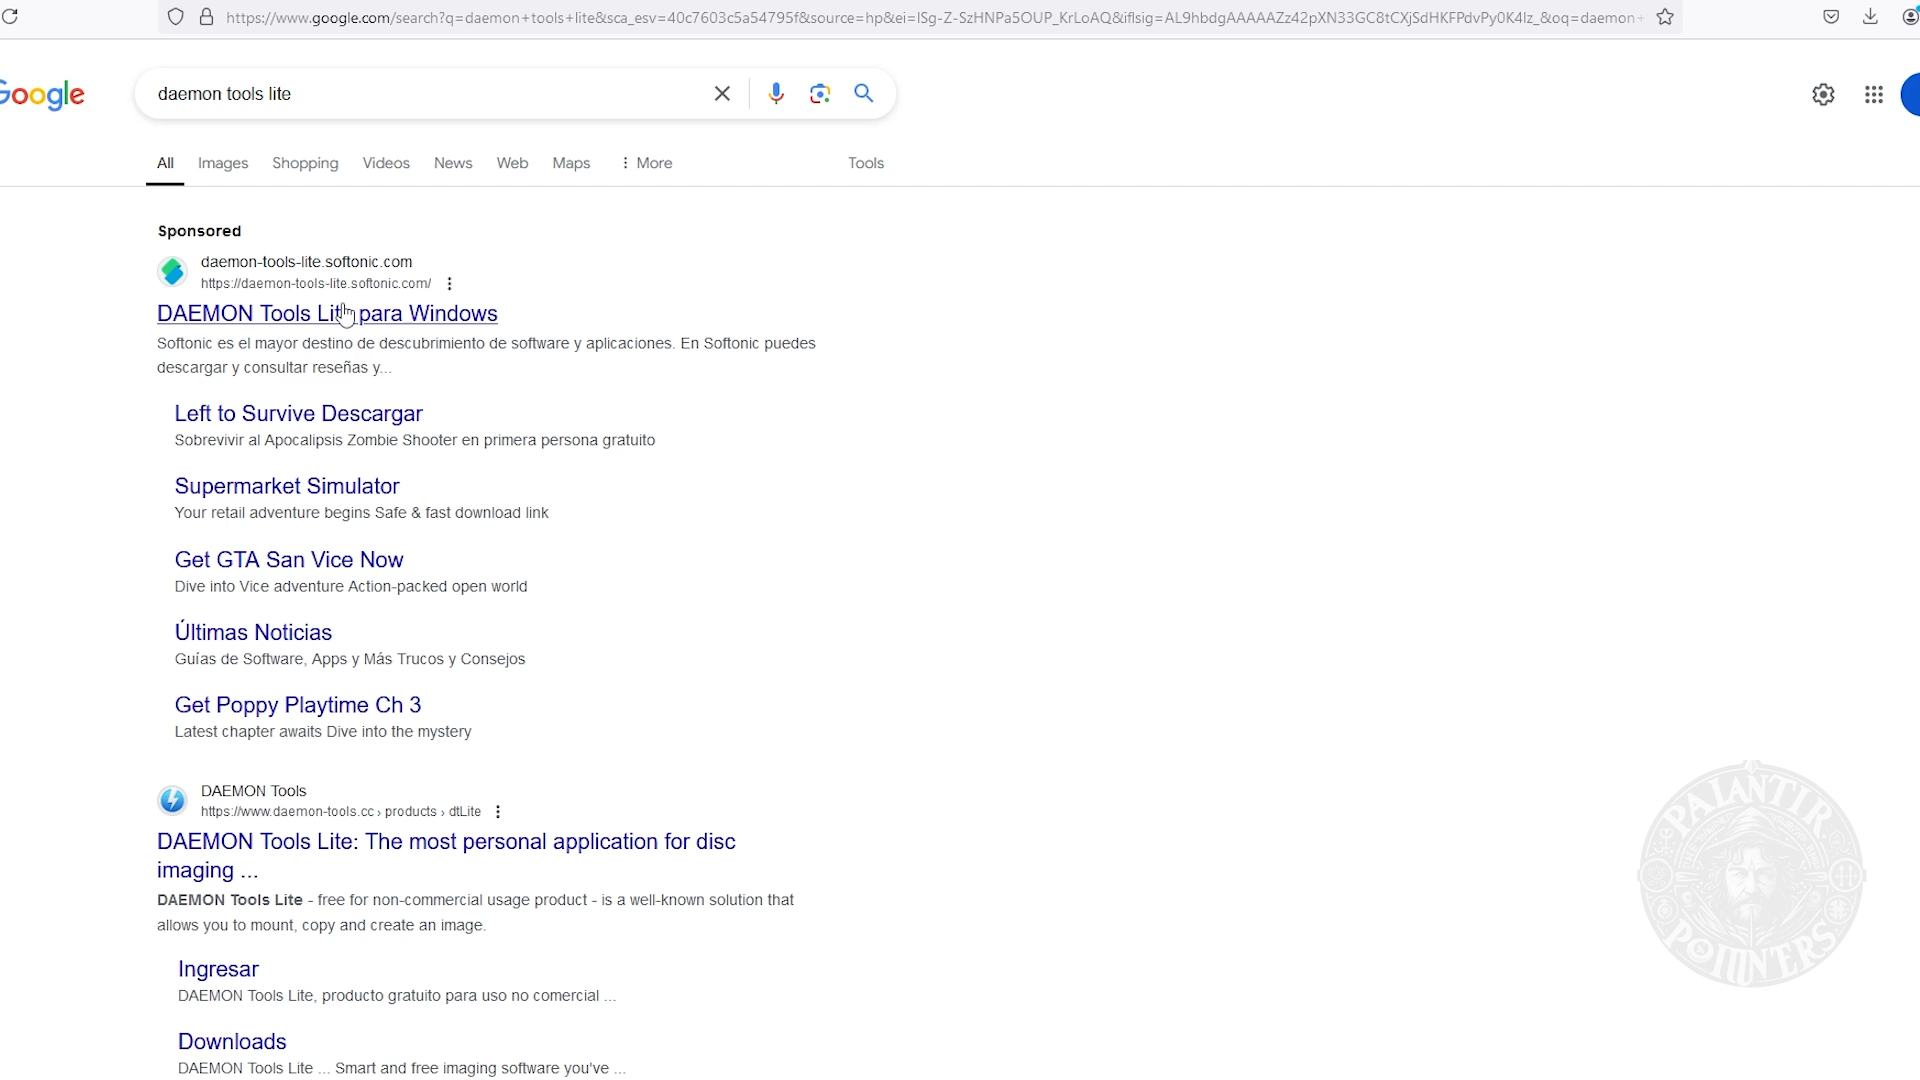 https://www.google.com/search?q=daemon+tools+lite&sca_esv=40c7603c5a54795f&source=hp&ei=ISg-Z-SzHNPa5OUP_KrLoAQ&iflsig=AL9hbdgAAAAAZz42pXN33GC8tCXjSdHKFPdvPy0K4lz_&oq=daemon+
Google
daemon tools lite
All Images Shopping Videos News Web Maps More Tools
Sponsored
daemon-tools-lite.softonic.com
https://daemon-tools-lite.softonic.com/
DAEMON Tools Lite para Windows
Softonic es el mayor destino de descubrimiento de software y aplicaciones. En Softonic puedes
descargar y consultar reseñas y...
Left to Survive Descargar
Sobrevivir al Apocalipsis Zombie Shooter en primera persona gratuito
Supermarket Simulator
Your retail adventure begins Safe & fast download link
Get GTA San Vice Now
Dive into Vice adventure Action-packed open world
Últimas Noticias
Guías de Software, Apps y Más Trucos y Consejos
Get Poppy Playtime Ch 3
Latest chapter awaits Dive into the mystery
DAEMON Tools
https://www.daemon-tools.cc › products › dtLite
DAEMON Tools Lite: The most personal application for disc
imaging ...
DAEMON Tools Lite - free for non-commercial usage product - is a well-known solution that
allows you to mount, copy and create an image.
Ingresar
DAEMON Tools Lite, producto gratuito para uso no comercial ...
Downloads
DAEMON Tools Lite ... Smart and free imaging software you've ...
PALANTIR
POINTERS